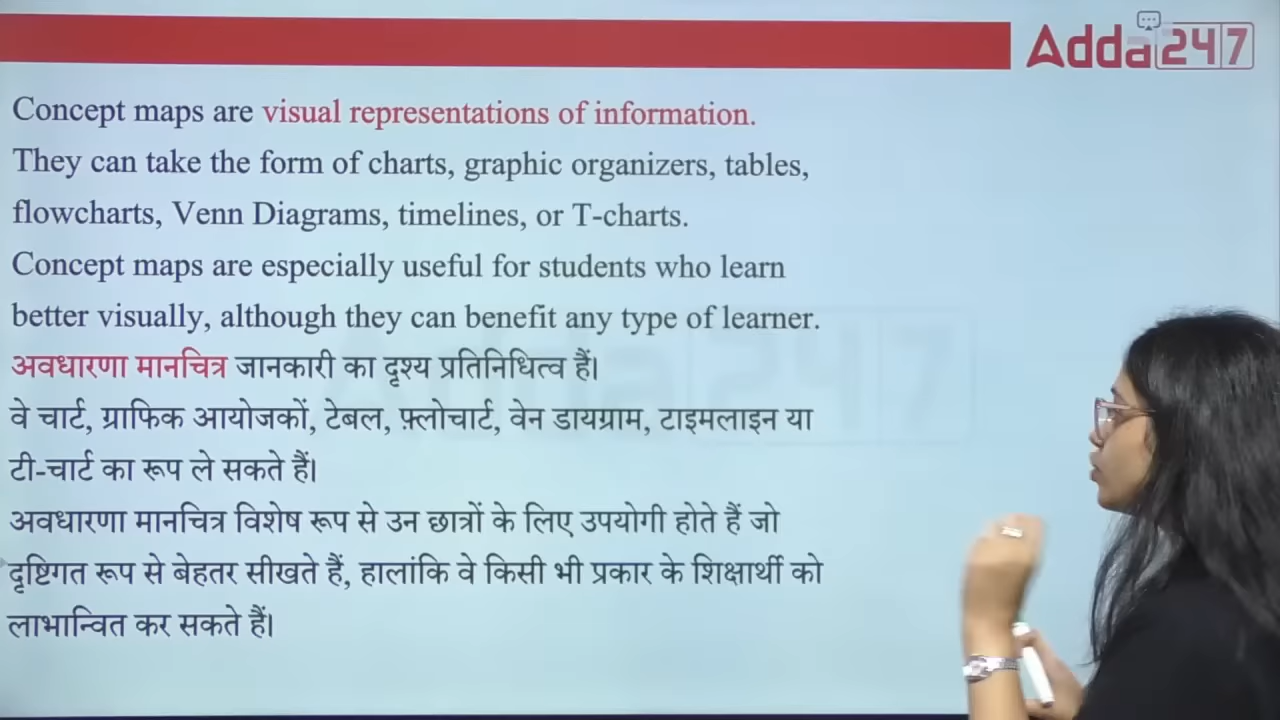 Adda247
Concept maps are visual representations of information.
They can take the form of charts, graphic organizers, tables,
flowcharts, Venn Diagrams, timelines, or T-charts.
Concept maps are especially useful for students who learn
better visually, although they can benefit any type of learner.
अवधारणा मानचित्र जानकारी का दृश्य प्रतिनिधित्व हैं।
वे चार्ट, ग्राफिक आयोजकों, टेबल, फ़्लोचार्ट, वेन डायग्राम, टाइमलाइन या
टी-चार्ट का रूप ले सकते हैं।
अवधारणा मानचित्र विशेष रूप से उन छात्रों के लिए उपयोगी होते हैं जो
दृष्टिगत रूप से बेहतर सीखते हैं, हालांकि वे किसी भी प्रकार के शिक्षार्थी को
लाभान्वित कर सकते हैं।
Adda247